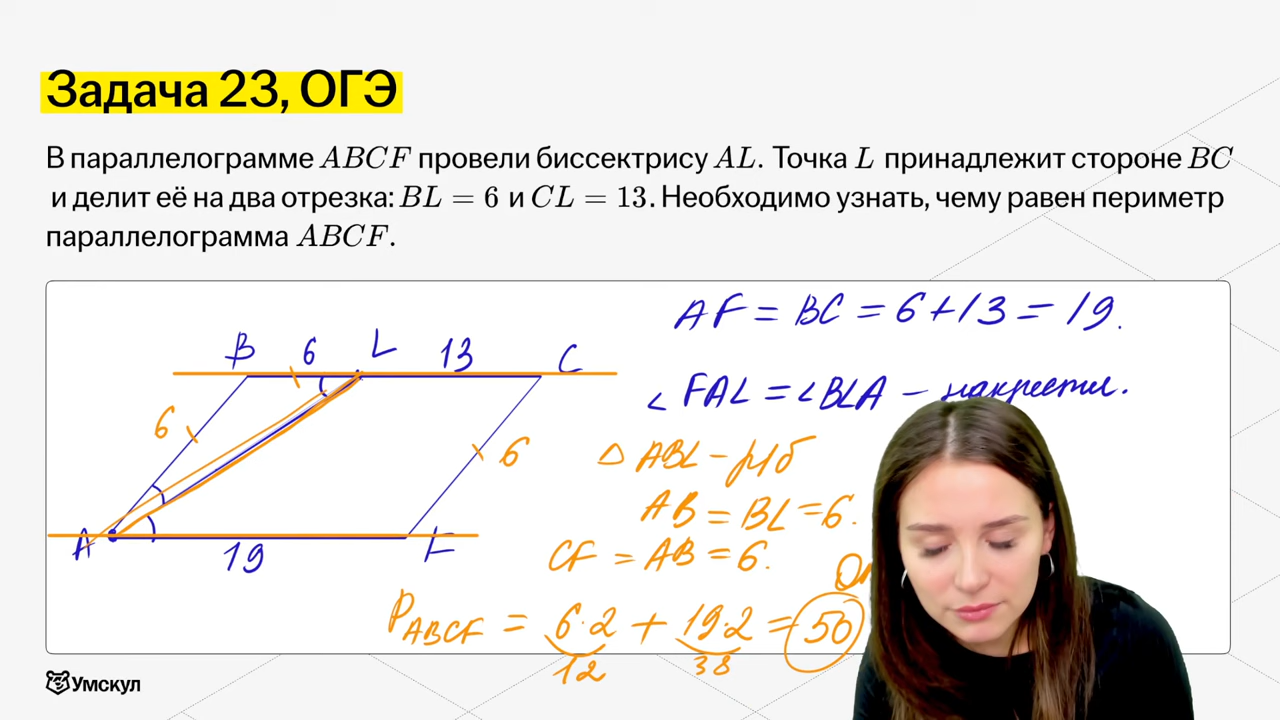 Задача 23, ОГЭ
В параллелограмме ABCF провели биссектрису AL. Точка L принадлежит стороне BC
и делит её на два отрезка: BL = 6 и CL = 13. Необходимо узнать, чему равен периметр
параллелограмма ABCF.
AF = BC = 6+13 = 19.
B 6 L 13 C
∠FAL = ∠BLA – накрестл.
6
6
△ ABL – р/б
AB = BL = 6.
A 19 F
CF = AB = 6.
P ABCF = 6·2 + 19·2 = 50
12 38
Умскул